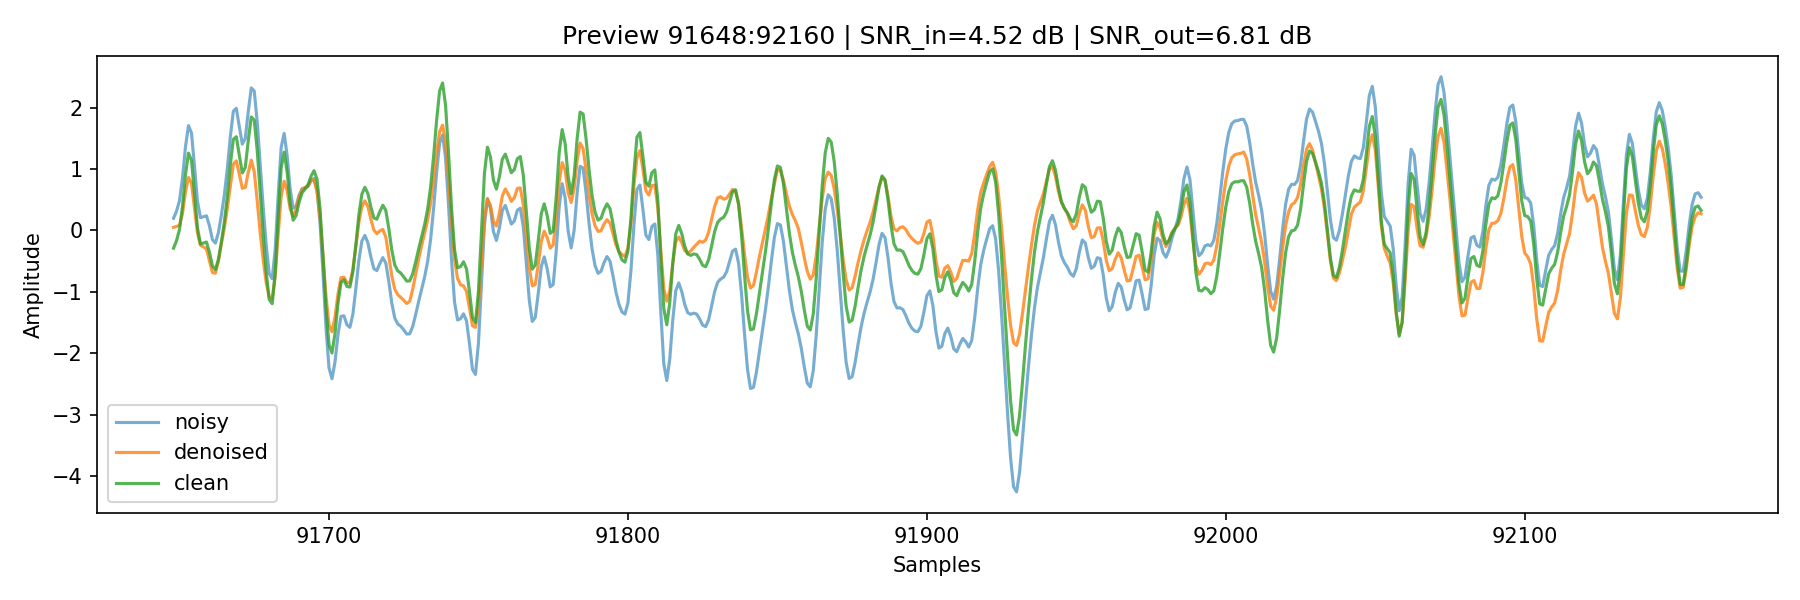 Preview 91648:92160 | SNR_in=4.52 dB | SNR_out=6.81 dB
Amplitude
2
1
0
−1
−2
−3
−4
noisy
denoised
clean
91700 91800 91900 92000 92100
Samples